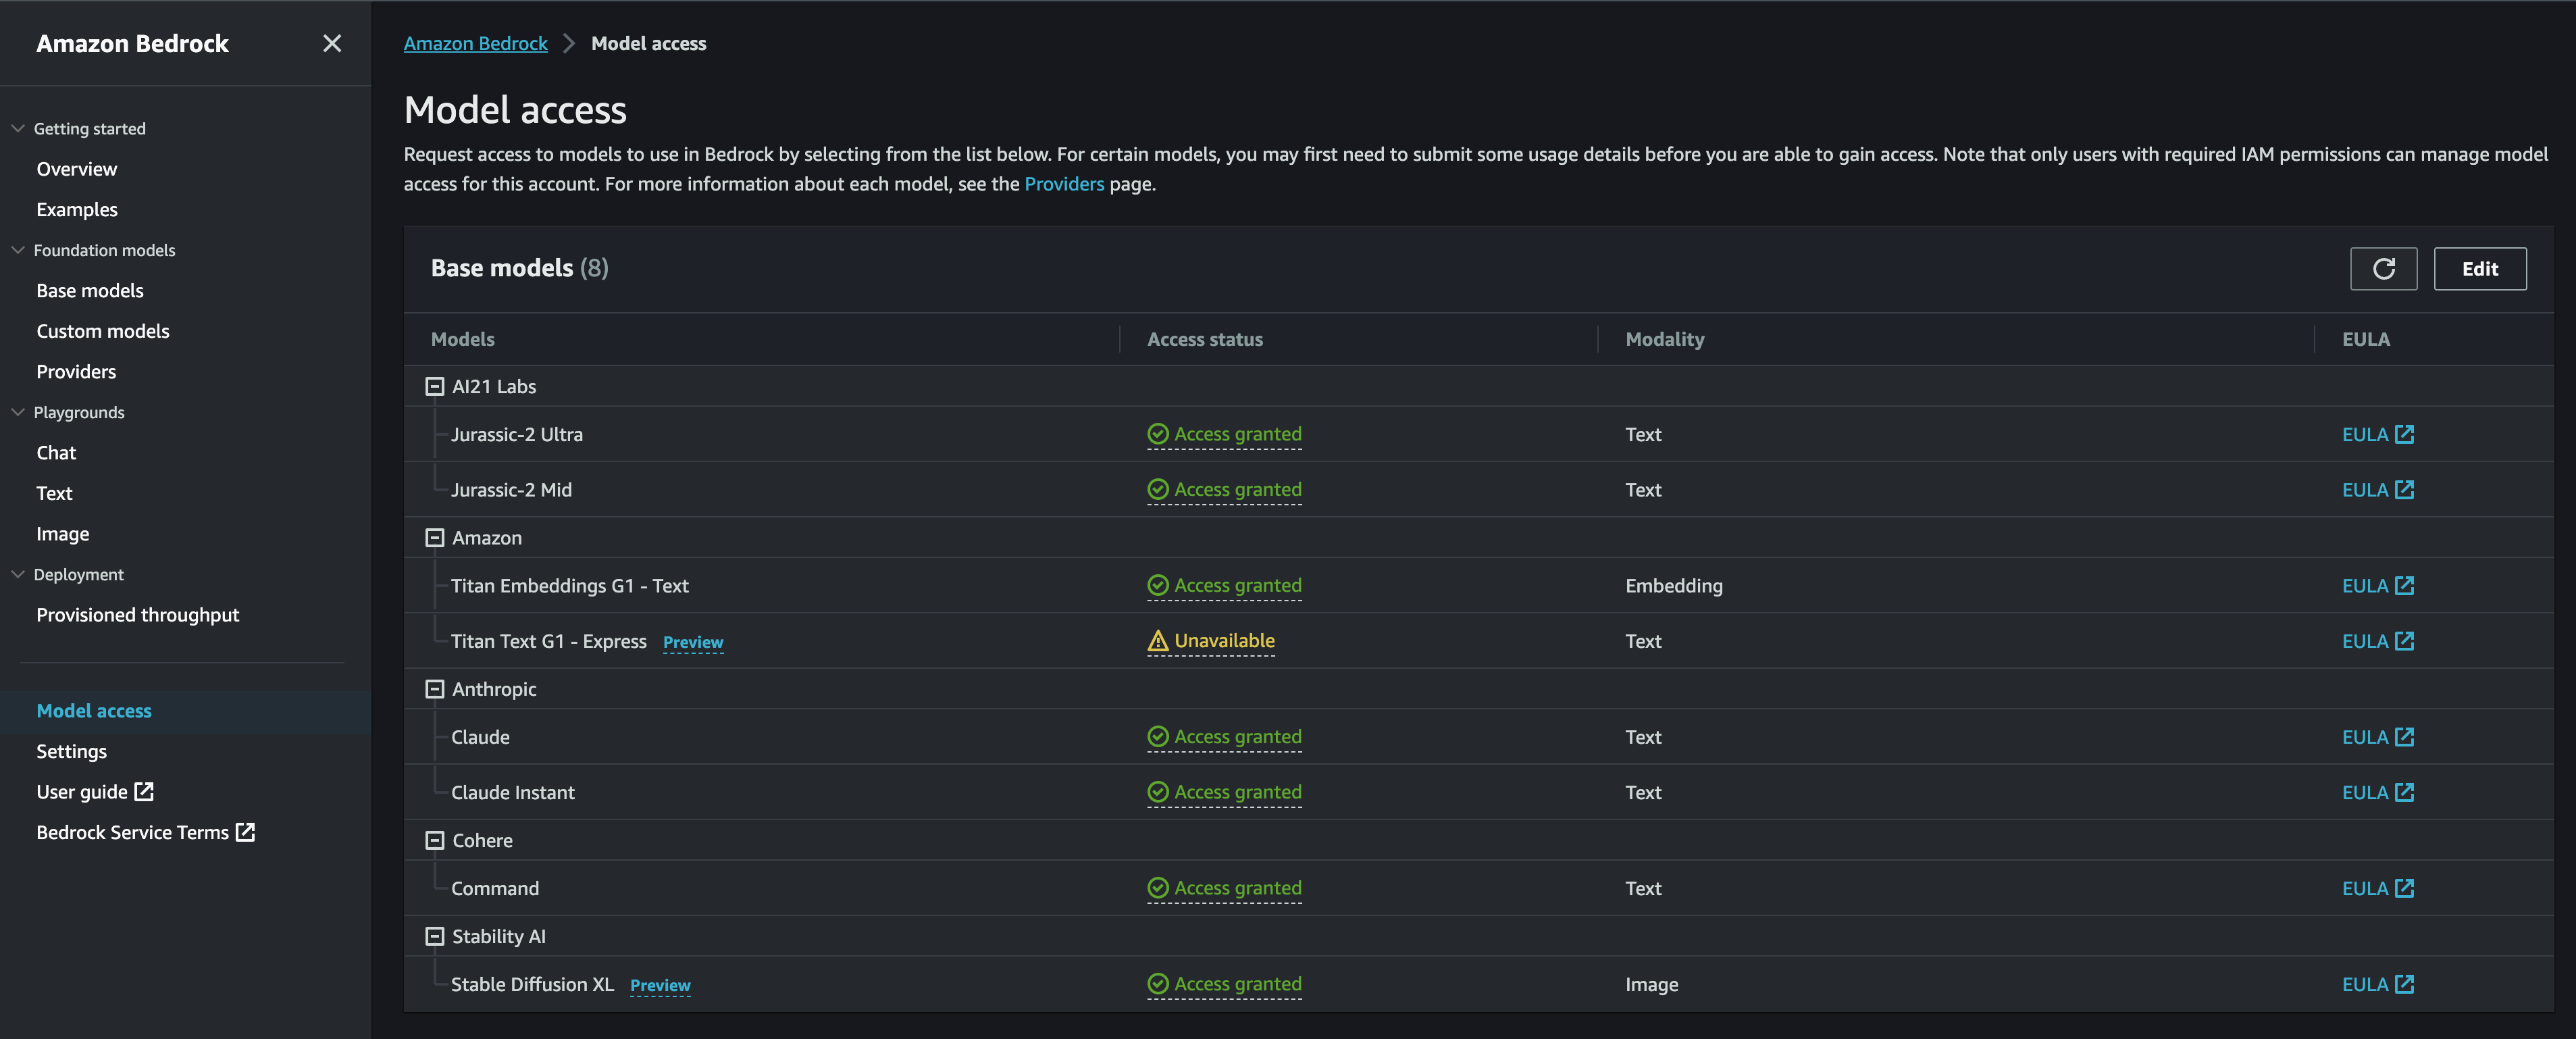 Amazon Bedrock
Getting started
Overview
Examples
Foundation models
Base models
Custom models
Providers
Playgrounds
Chat
Text
Image
Deployment
Provisioned throughput
Model access
Settings
User guide
Bedrock Service Terms
Amazon Bedrock > Model access
Model access
Request access to models to use in Bedrock by selecting from the list below. For certain models, you may first need to submit some usage details before you are able to gain access. Note that only users with required IAM permissions can manage model
access for this account. For more information about each model, see the Providers page.
Base models (8) Edit
Models Access status Modality EULA
AI21 Labs
Jurassic-2 Ultra Access granted Text EULA
Jurassic-2 Mid Access granted Text EULA
Amazon
Titan Embeddings G1 - Text Access granted Embedding EULA
Titan Text G1 - Express Preview Unavailable Text EULA
Anthropic
Claude Access granted Text EULA
Claude Instant Access granted Text EULA
Cohere
Command Access granted Text EULA
Stability AI
Stable Diffusion XL Preview Access granted Image EULA